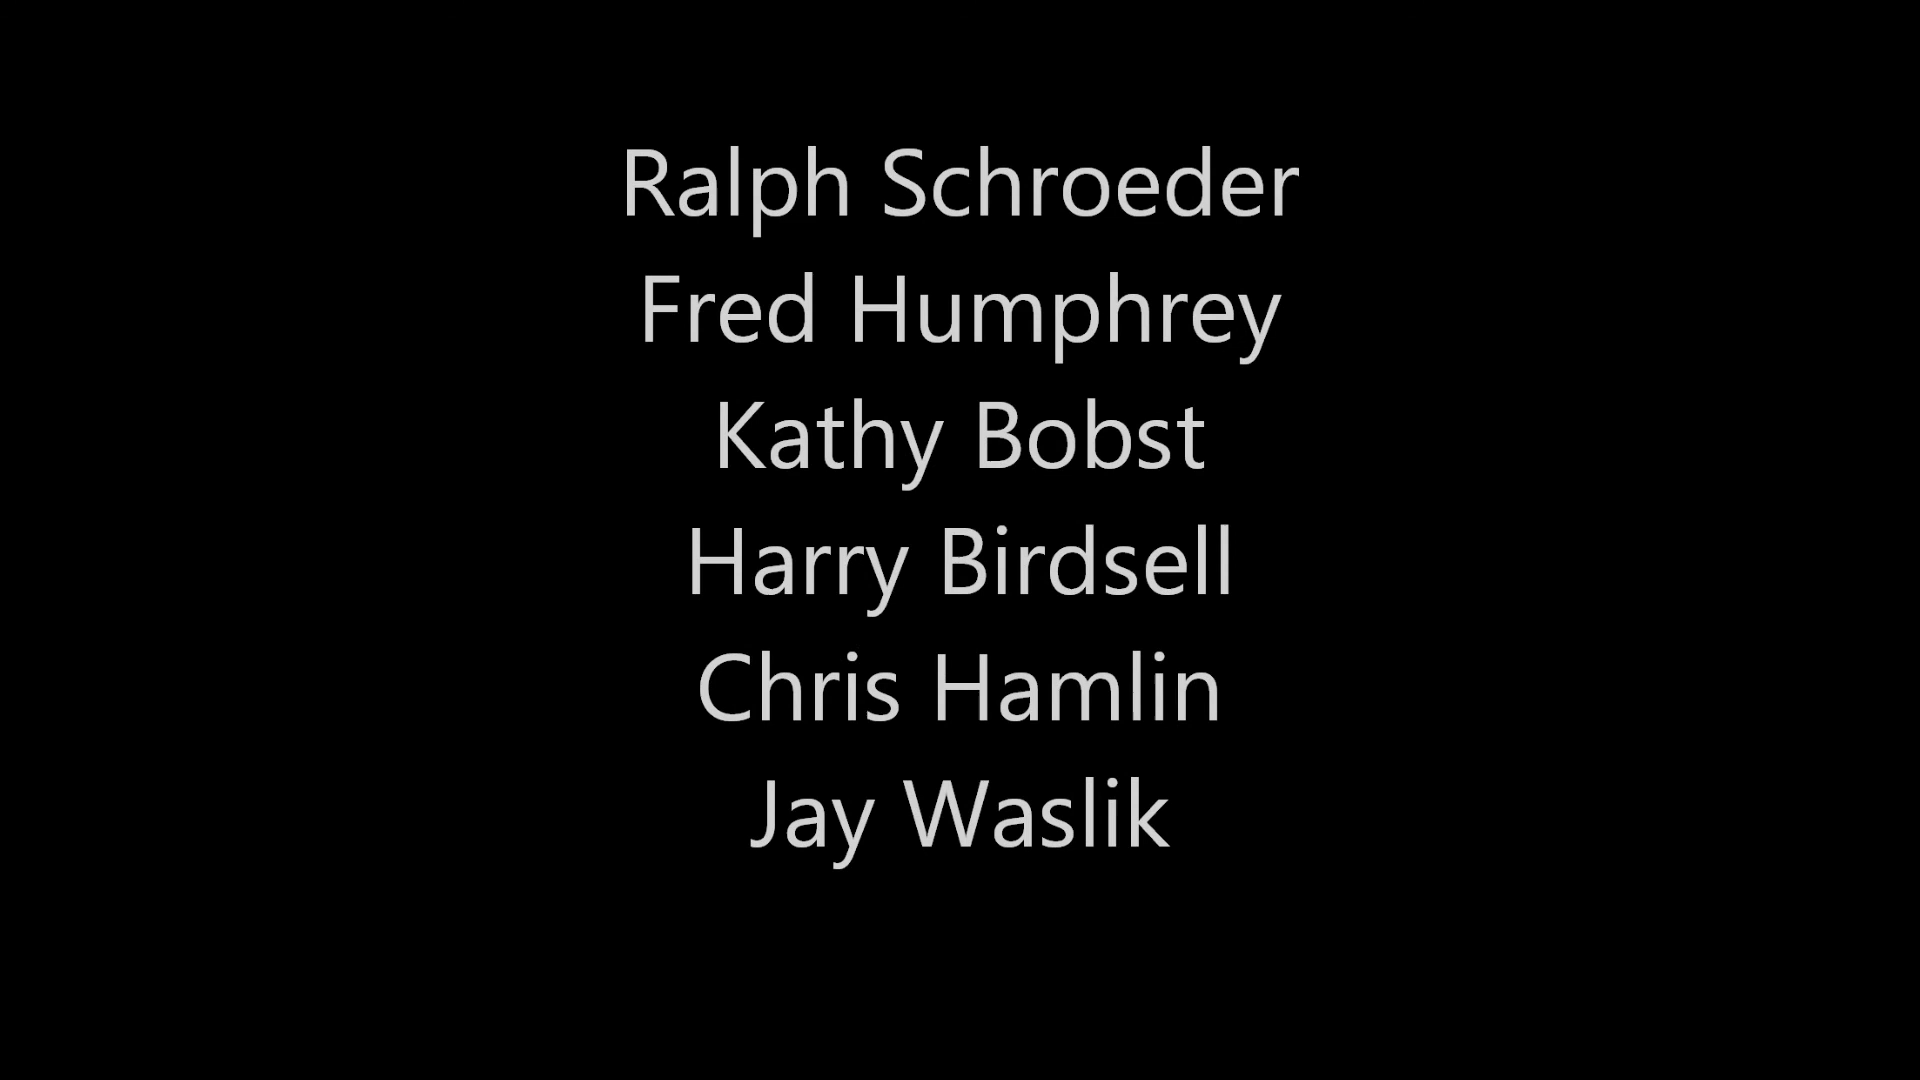 Ralph Schroeder
Fred Humphrey
Kathy Bobst
Harry Birdsell
Chris Hamlin
Jay Waslik